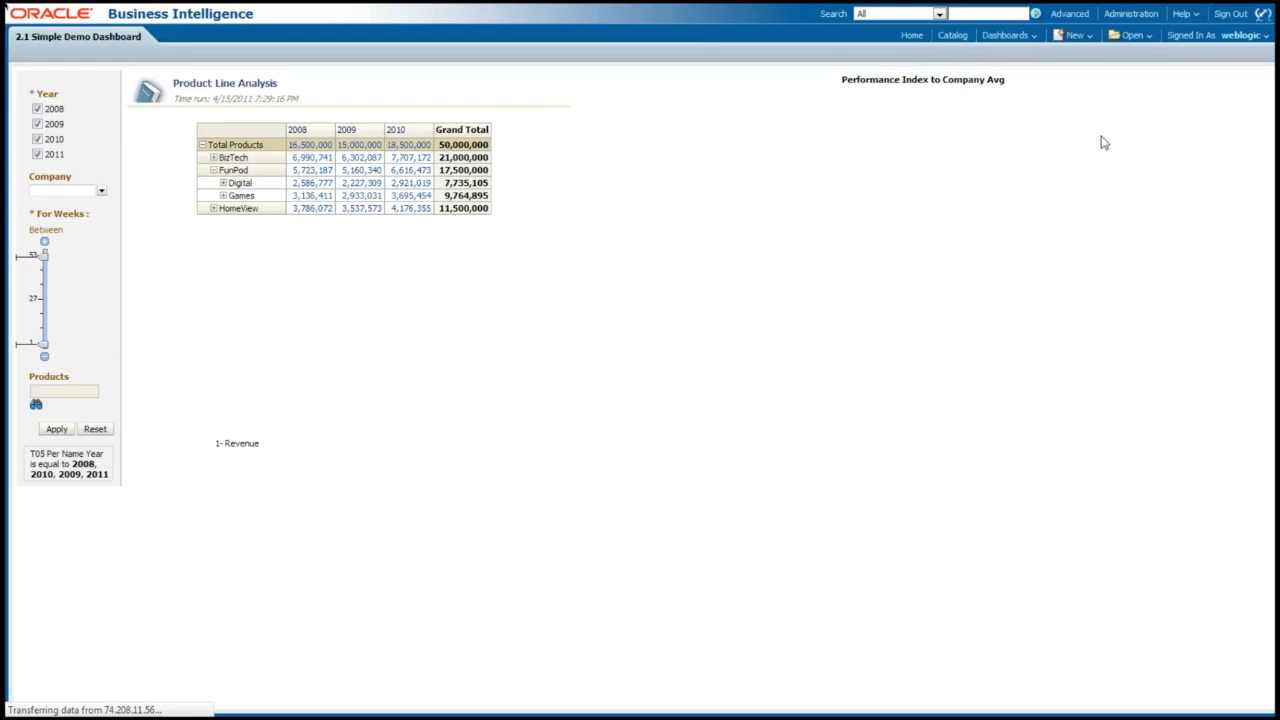 ORACLE Business Intelligence
Search All Advanced Administration Help Sign Out
2.1 Simple Demo Dashboard
Home Catalog Dashboards New Open Signed In As weblogic
* Year
2008
2009
2010
2011
Company
* For Weeks :
Between
53
27
1
Products
Apply Reset
T05 Per Name Year
is equal to 2008,
2010, 2009, 2011
Product Line Analysis
Time run: 4/15/2011 7:29:16 PM
2008 2009 2010 Grand Total
Total Products 16,500,000 15,000,000 18,500,000 50,000,000
BizTech 6,990,741 6,302,087 7,707,172 21,000,000
FunPod 5,723,187 5,160,340 6,616,473 17,500,000
Digital 2,586,777 2,227,309 2,921,019 7,735,105
Games 3,136,411 2,933,031 3,695,454 9,764,895
HomeView 3,786,072 3,537,573 4,176,355 11,500,000
1- Revenue
Performance Index to Company Avg
Transferring data from 74.208.11.56...